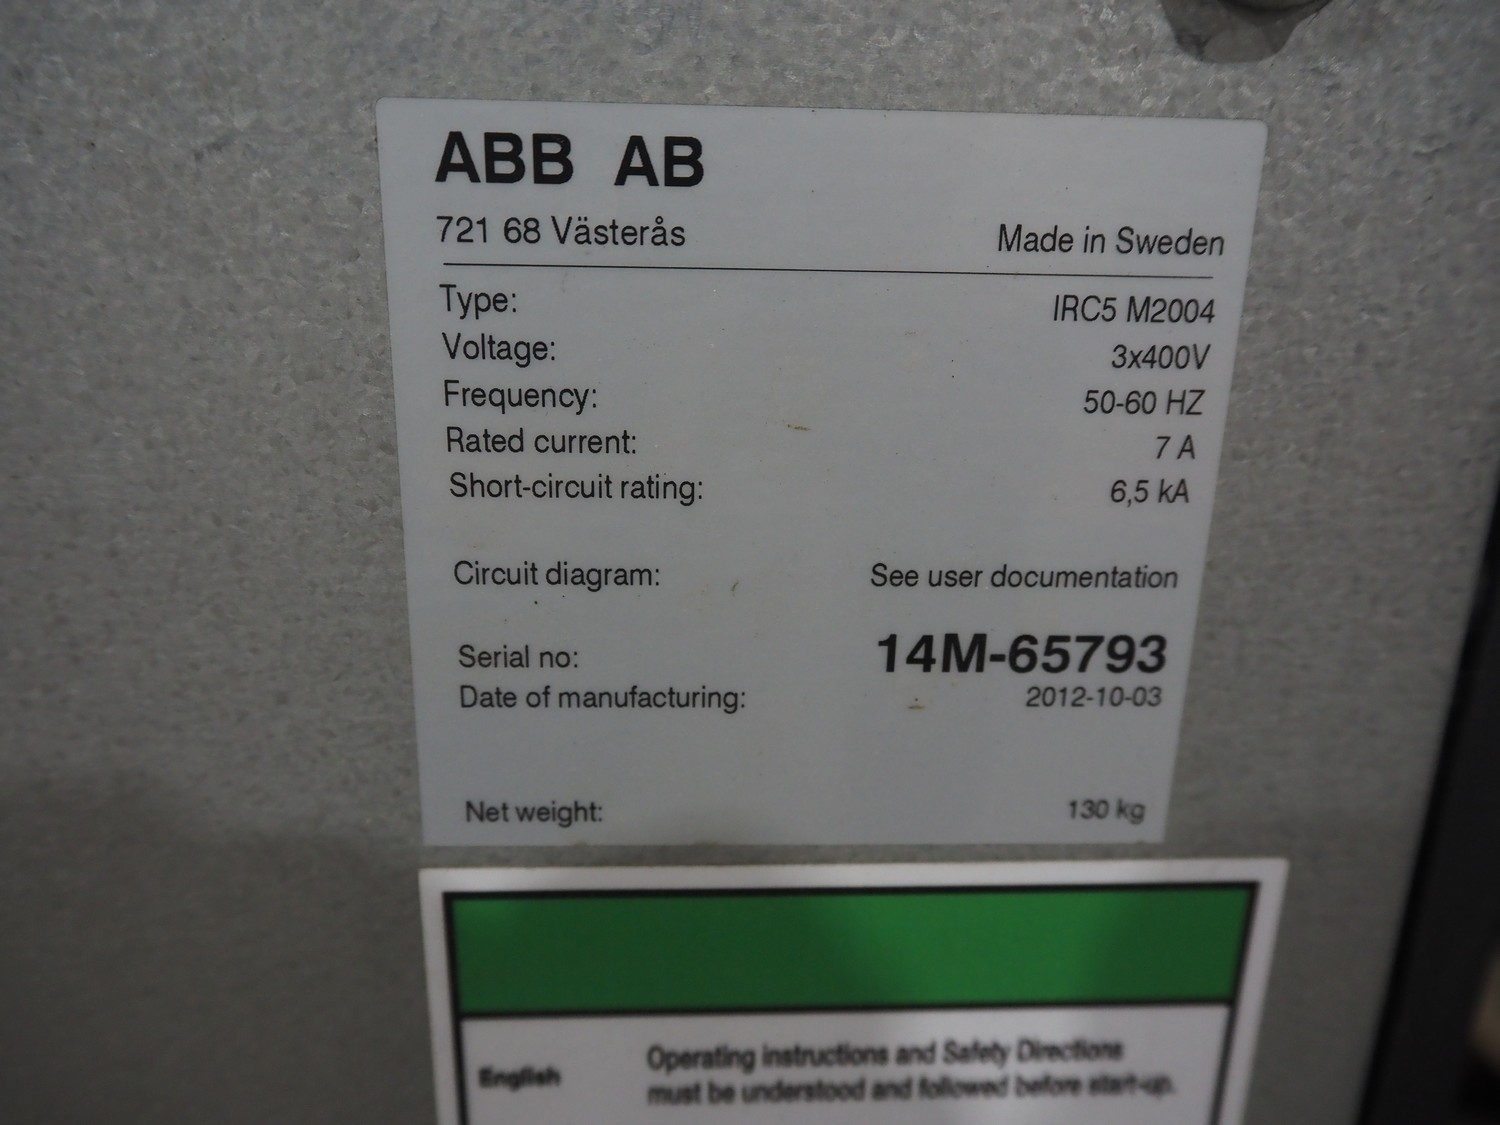 ABB AB
721 68 Västerås Made in Sweden
Type: IRC5 M2004
Voltage: 3x400V
Frequency: 50-60 HZ
Rated current: 7 A
Short-circuit rating: 6,5 kA
Circuit diagram: See user documentation
Serial no: 14M-65793
Date of manufacturing: 2012-10-03
Net weight: 130 kg
English Operating instructions and Safety Directions
must be understood and followed before start-up.